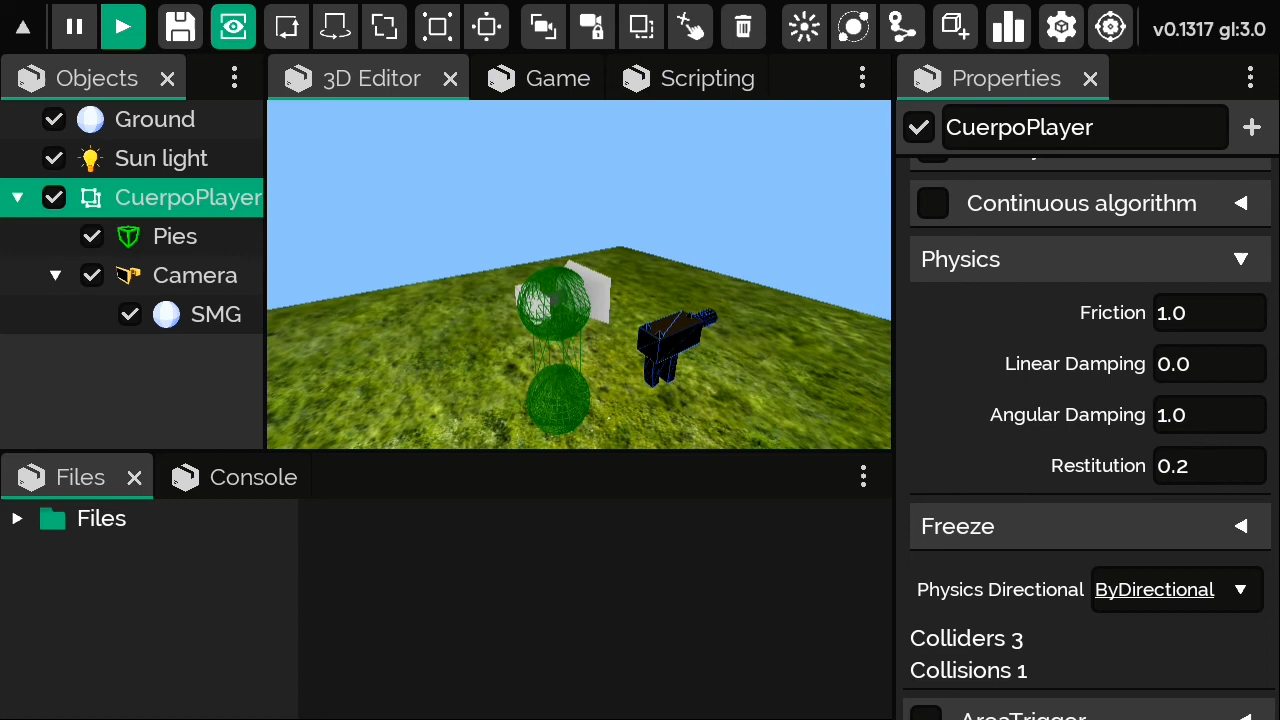 v0.1317 gl:3.0
Objects
3D Editor
Game
Scripting
Properties
Ground
Sun light
CuerpoPlayer
Pies
Camera
SMG
CuerpoPlayer
Continuous algorithm
Physics
Friction 1.0
Linear Damping 0.0
Angular Damping 1.0
Restitution 0.2
Freeze
Physics Directional ByDirectional
Colliders 3
Collisions 1
AreaTrigger
Files
Console
Files